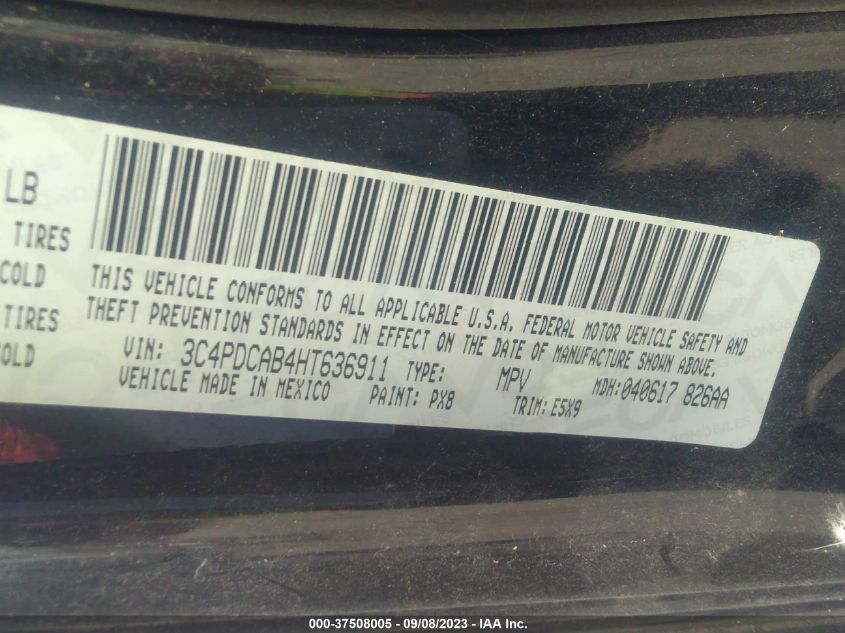 LB
TIRES
COLD
TIRES
OLD
THIS VEHICLE CONFORMS TO ALL APPLICABLE U.S.A. FEDERAL MOTOR VEHICLE SAFETY AND
THEFT PREVENTION STANDARDS IN EFFECT ON THE DATE OF MANUFACTURE SHOWN ABOVE.
VIN: 3C4PDCAB4HT636911 TYPE: MPV MDH:040617 826AA
VEHICLE MADE IN MEXICO PAINT: PX8 TRIM: E5X9
000-37508005 - 09/08/2023 - IAA Inc.